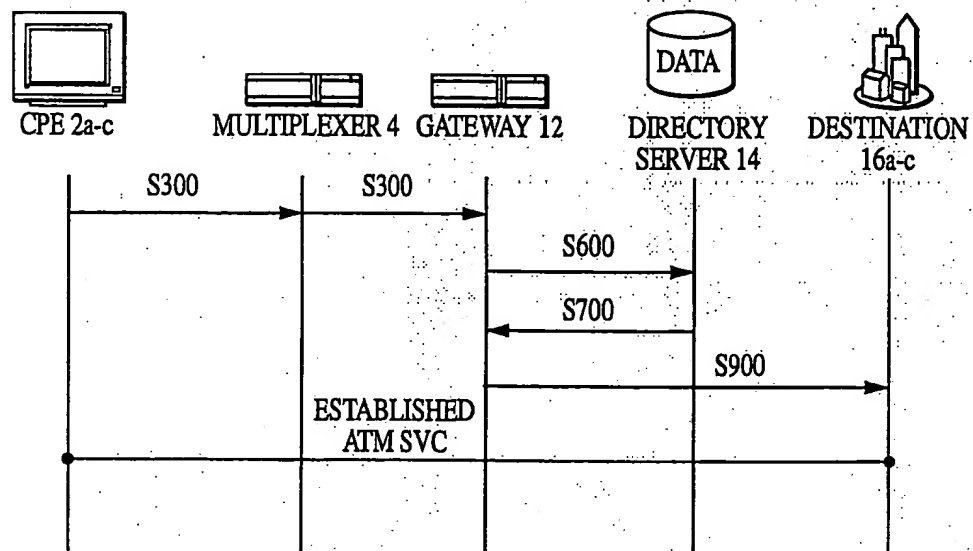 DATA
CPE 2a-c
MULTIPLEXER 4
GATEWAY 12
DIRECTORY
SERVER 14
DESTINATION
16a-c
S300
S300
S600
S700
S900
ESTABLISHED
ATM SVC